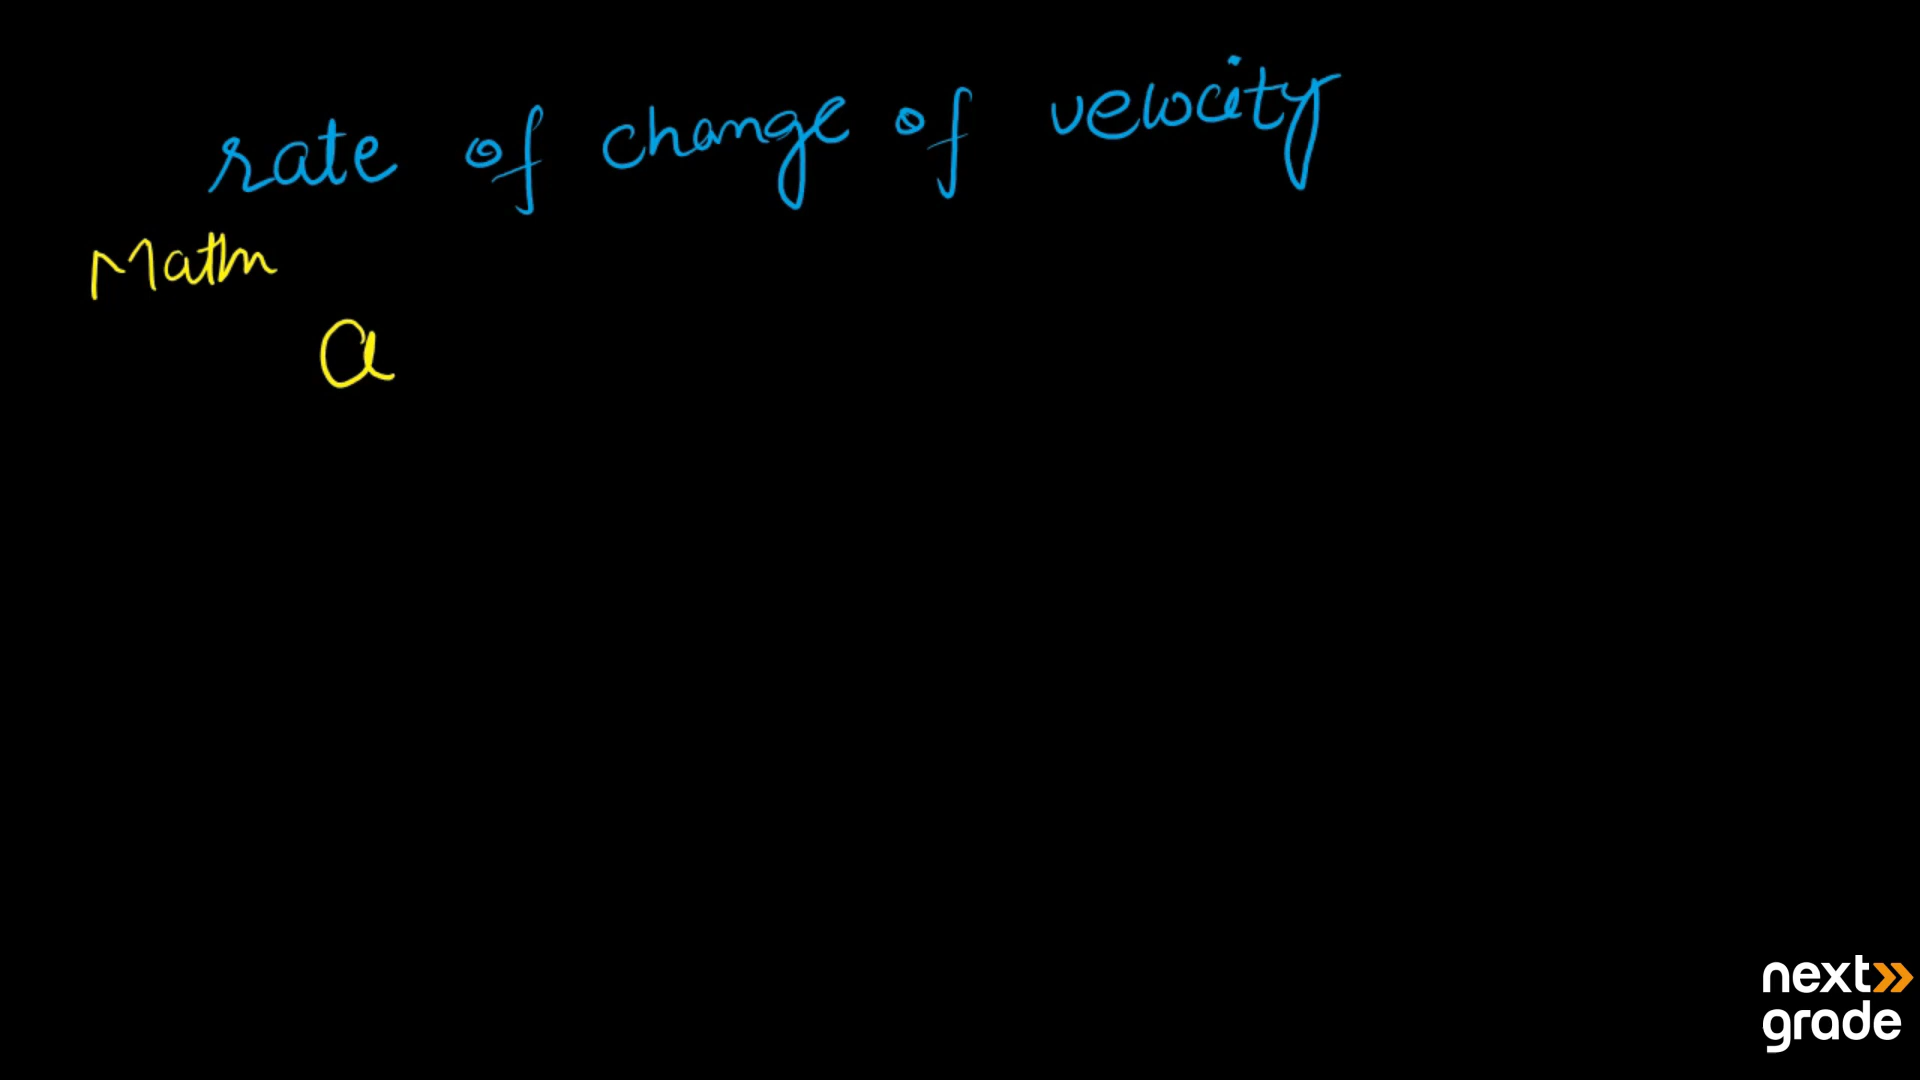 rate of change of velocity
Math
a
next
grade